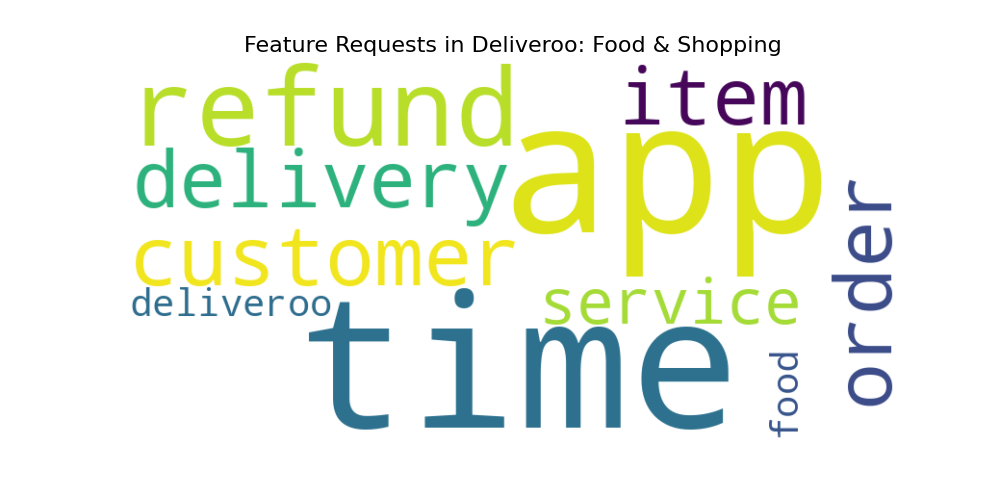 Feature Requests in Deliveroo: Food & Shopping
refund
item
app
delivery
order
customer
service
deliveroo
time
food